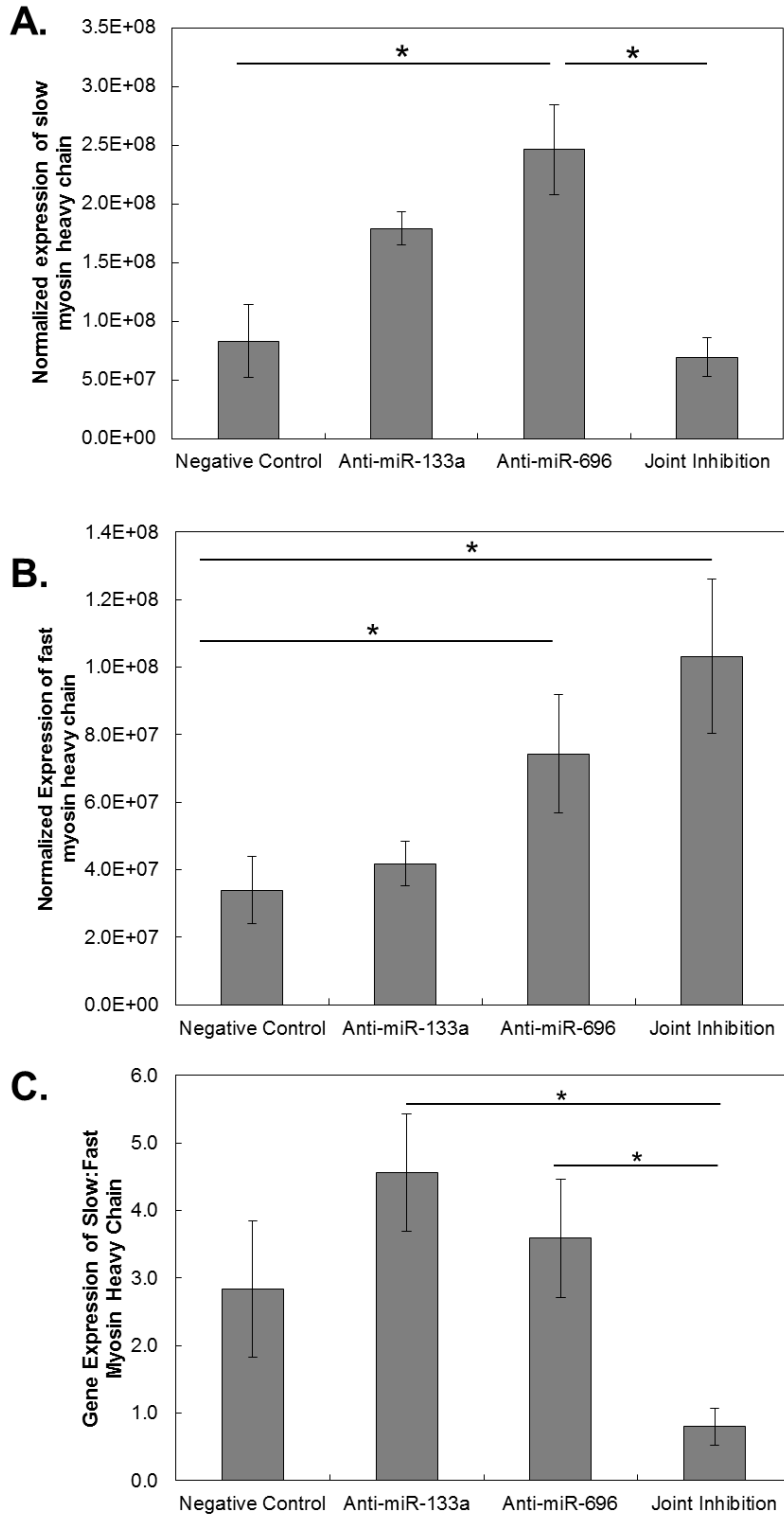 A.
Normalized expression of slow
myosin heavy chain
3.5E+08
3.0E+08
2.5E+08
2.0E+08
1.5E+08
1.0E+08
5.0E+07
0.0E+00
*
*
Negative Control Anti-miR-133a Anti-miR-696 Joint Inhibition
B.
Normalized Expression of fast
myosin heavy chain
1.4E+08
1.2E+08
1.0E+08
8.0E+07
6.0E+07
4.0E+07
2.0E+07
0.0E+00
*
*
Negative Control Anti-miR-133a Anti-miR-696 Joint Inhibition
C.
Gene Expression of Slow:Fast
Myosin Heavy Chain
6.0
5.0
4.0
3.0
2.0
1.0
0.0
*
*
Negative Control Anti-miR-133a Anti-miR-696 Joint Inhibition